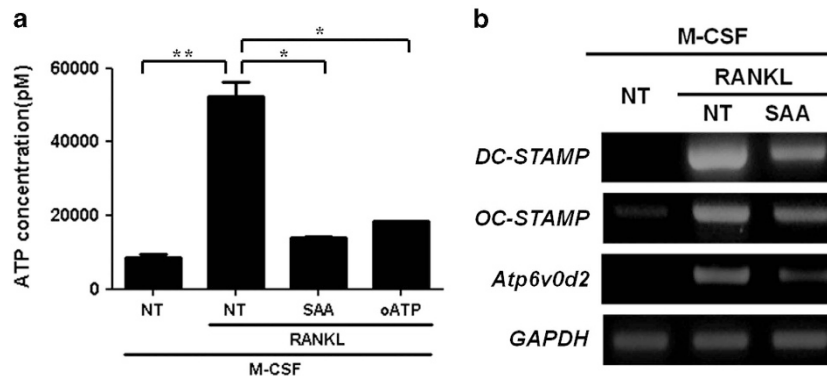 a
ATP concentration(pM)
60000
40000
20000
0
**
*
*
NT
NT
SAA
oATP
RANKL
M-CSF
b
M-CSF
RANKL
NT
NT
SAA
DC-STAMP
OC-STAMP
Atp6v0d2
GAPDH